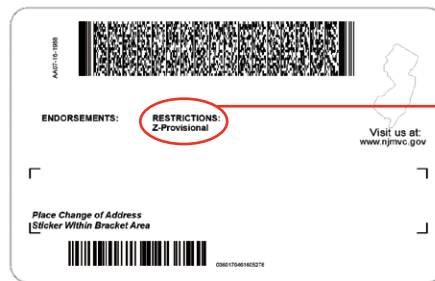 AA07-16-1988
ENDORSEMENTS:
RESTRICTIONS:
Z-Provisional
Visit us at:
www.njmvc.gov
Place Change of Address
Sticker Within Bracket Area